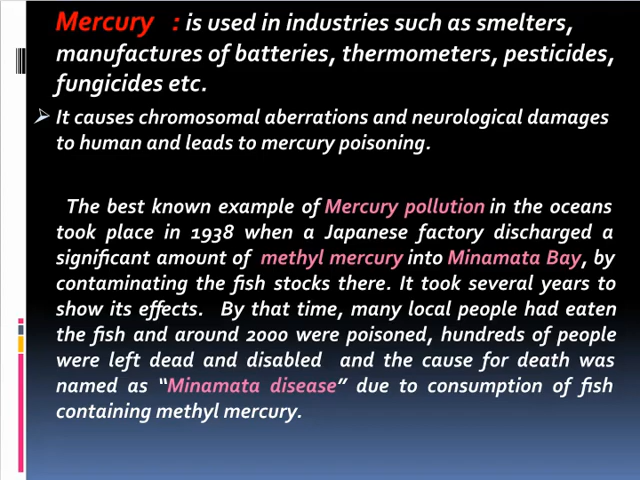 Mercury : is used in industries such as smelters,
manufactures of batteries, thermometers, pesticides,
fungicides etc.
It causes chromosomal aberrations and neurological damages
to human and leads to mercury poisoning.
The best known example of Mercury pollution in the oceans
took place in 1938 when a Japanese factory discharged a
significant amount of methyl mercury into Minamata Bay, by
contaminating the fish stocks there. It took several years to
show its effects. By that time, many local people had eaten
the fish and around 2000 were poisoned, hundreds of people
were left dead and disabled and the cause for death was
named as “Minamata disease” due to consumption of fish
containing methyl mercury.